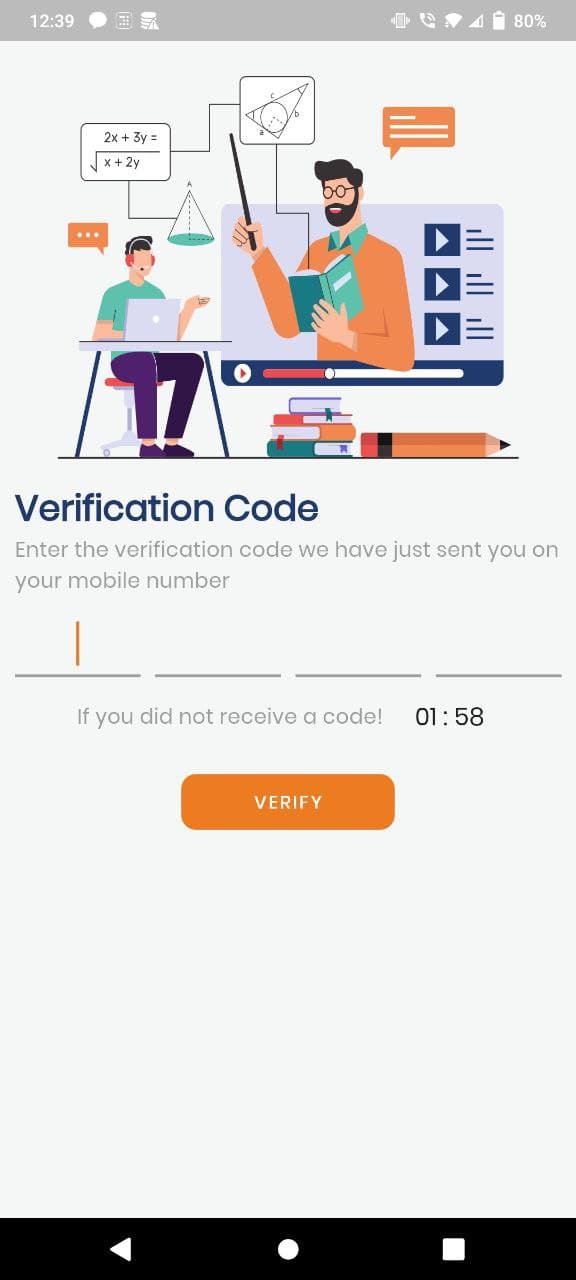 12:39
80%
c
b
a
2x + 3y =
x + 2y
A
Verification Code
Enter the verification code we have just sent you on
your mobile number
If you did not receive a code! 01 : 58
VERIFY